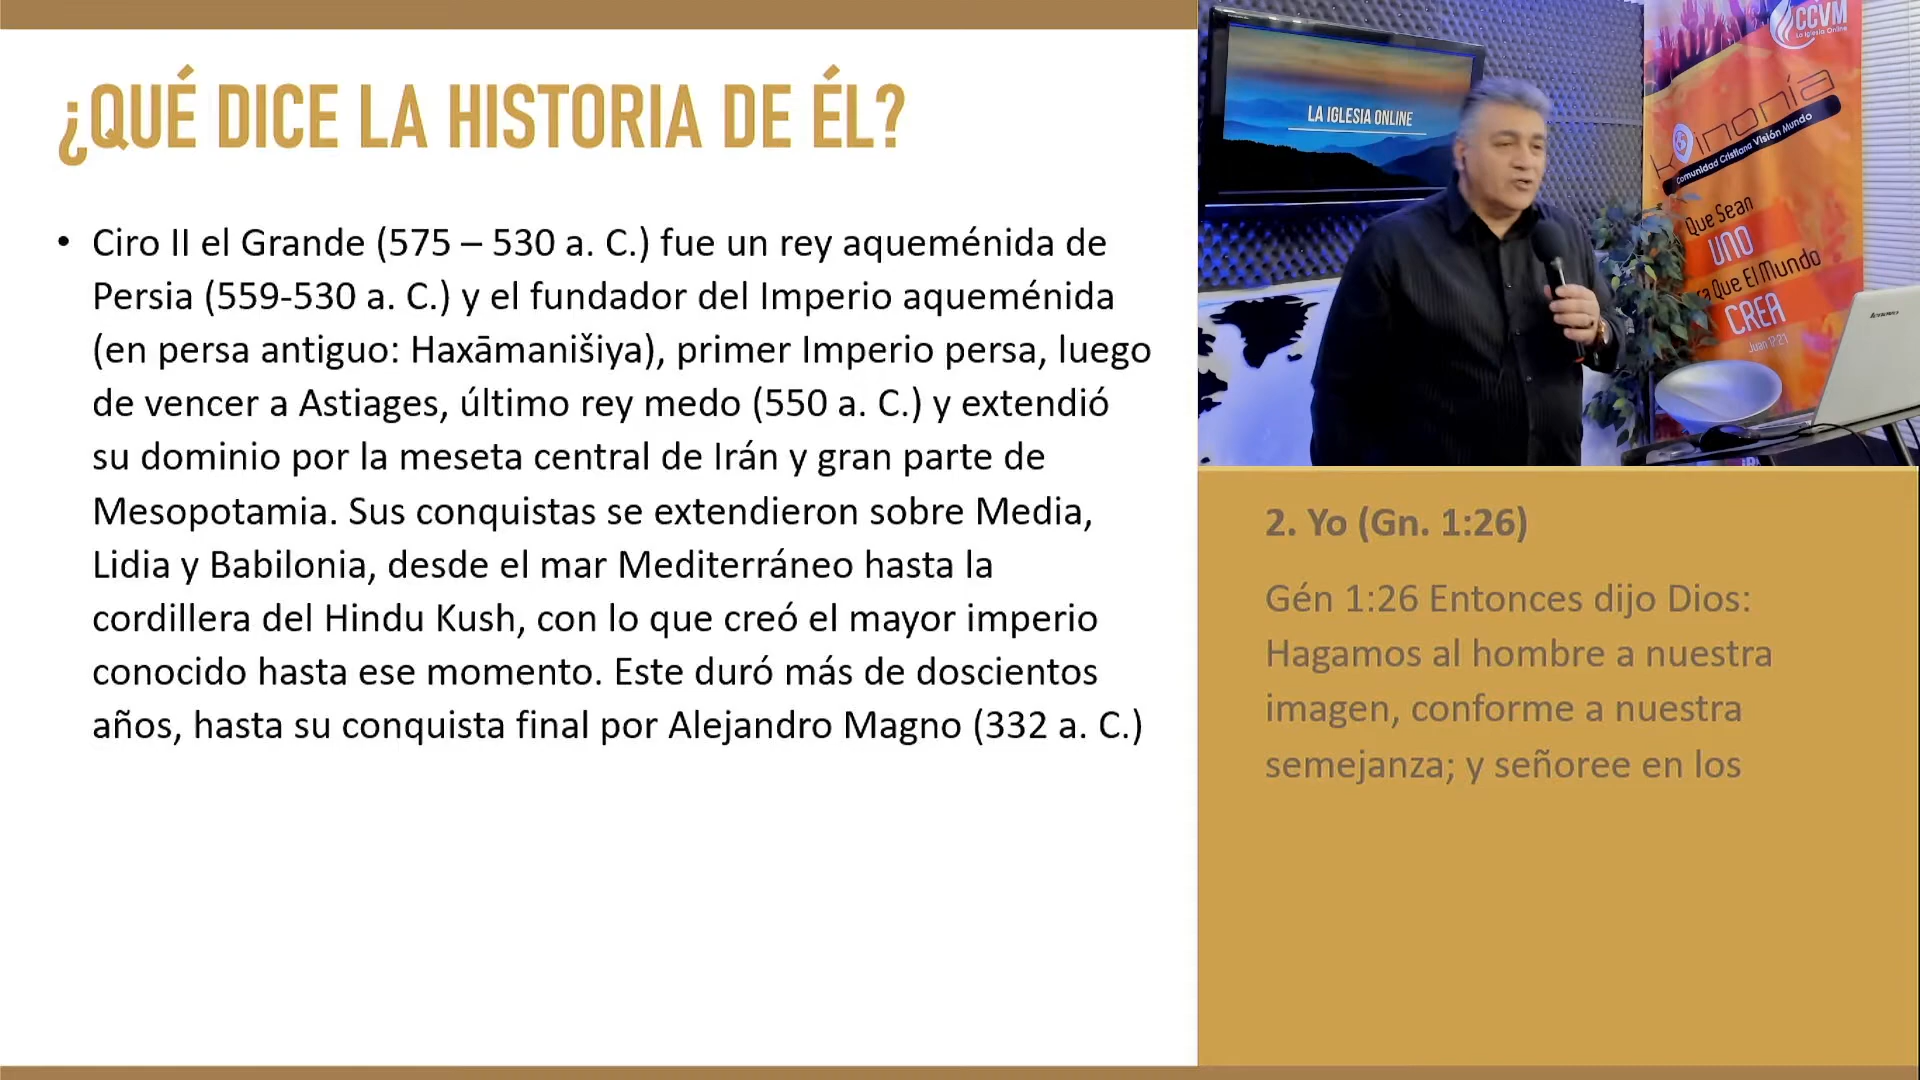 ¿QUÉ DICE LA HISTORIA DE ÉL?
• Ciro II el Grande (575 – 530 a. C.) fue un rey aqueménida de
Persia (559-530 a. C.) y el fundador del Imperio aqueménida
(en persa antiguo: Haxāmanišiya), primer Imperio persa, luego
de vencer a Astiages, último rey medo (550 a. C.) y extendió
su dominio por la meseta central de Irán y gran parte de
Mesopotamia. Sus conquistas se extendieron sobre Media,
Lidia y Babilonia, desde el mar Mediterráneo hasta la
cordillera del Hindu Kush, con lo que creó el mayor imperio
conocido hasta ese momento. Este duró más de doscientos
años, hasta su conquista final por Alejandro Magno (332 a. C.)
LA IGLESIA ONLINE
CCVM
La Iglesia Online
koinonía
Comunidad Cristiana Visión Mundo
Que Sean
UNO
Que El Mundo
CREA
Juan 17:21
Lenovo
2. Yo (Gn. 1:26)
Gén 1:26 Entonces dijo Dios:
Hagamos al hombre a nuestra
imagen, conforme a nuestra
semejanza; y señoree en los